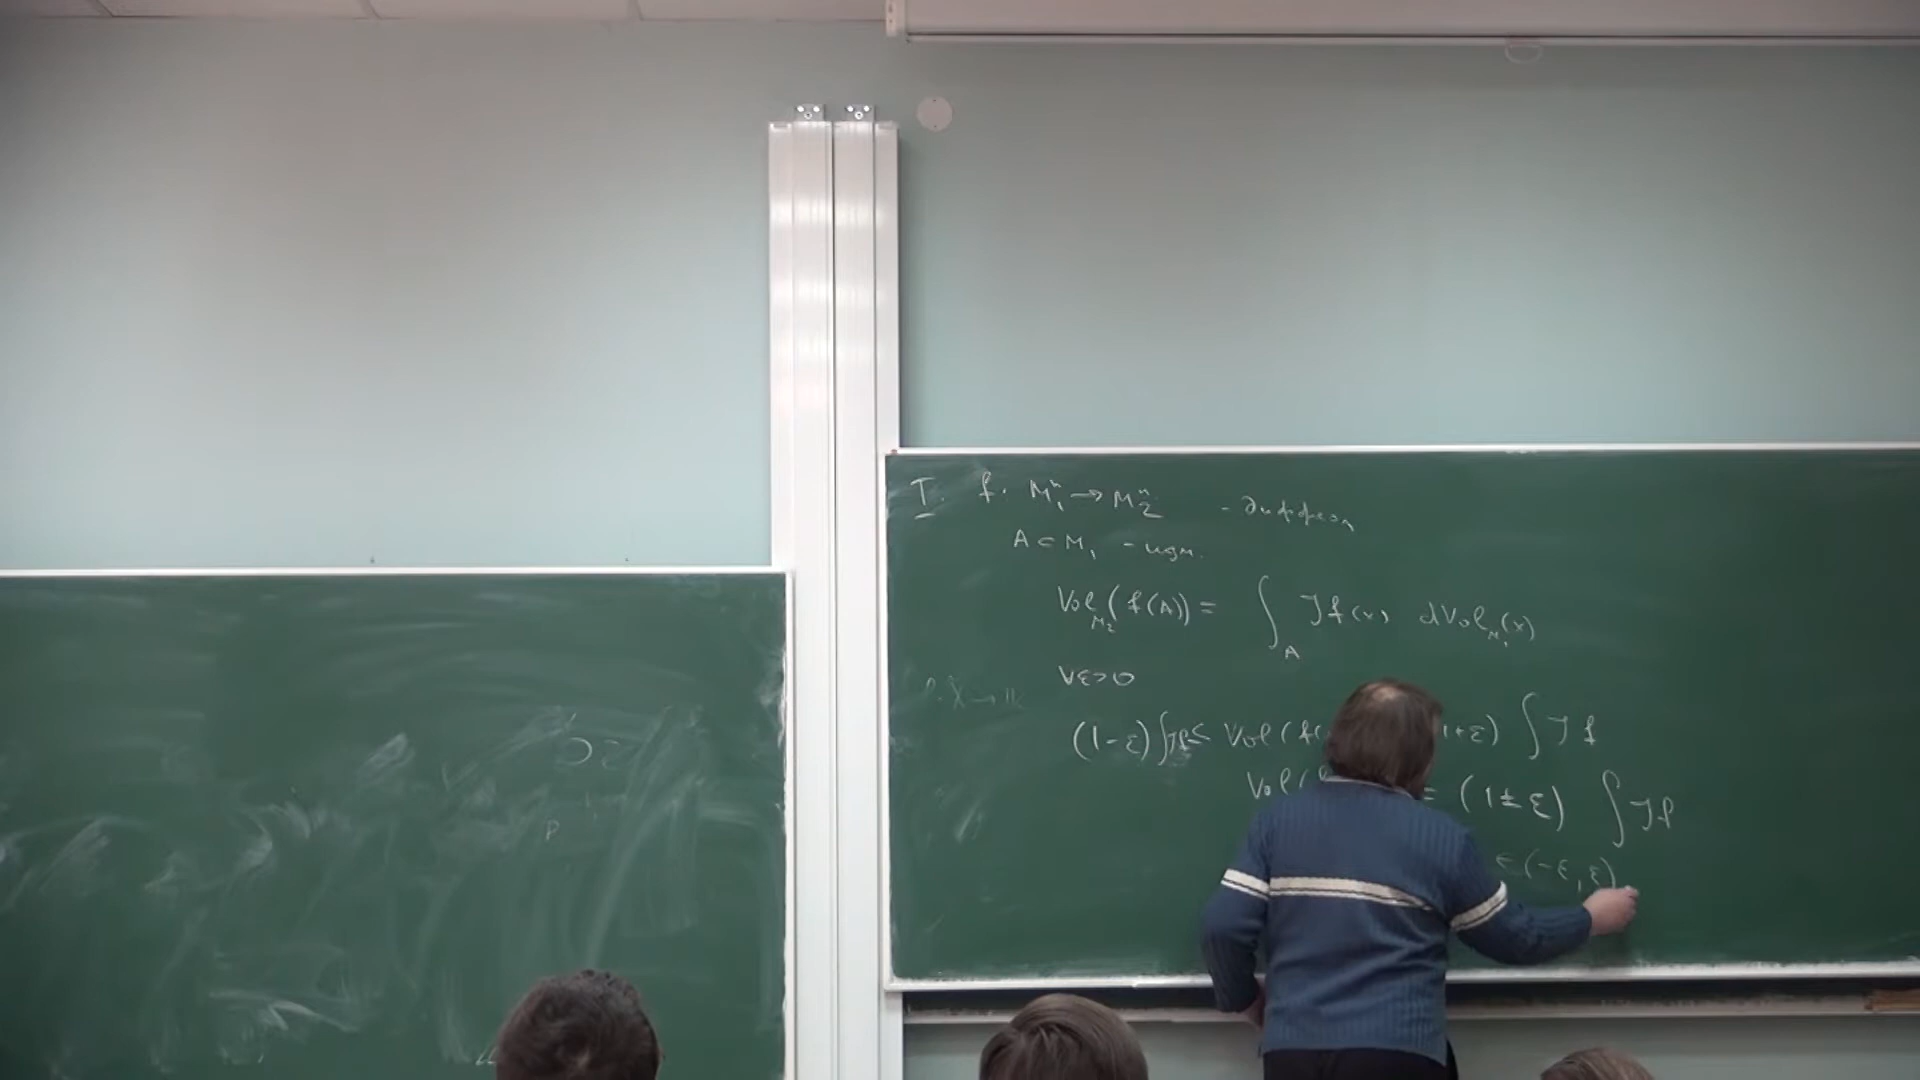 T. f: M₁ⁿ → M₂ⁿ - диффеом
A ⊂ M₁ - изм.
Vol_{M₂}(f(A)) = ∫_A Jf(x) dVol_{M₁}(x)
∀ε>0
(1-ε)∫Jf ≤ Vol(f( 1+ε) ∫Jf
Vol(f = (1±ε) ∫Jf
∈(-ε, ε)